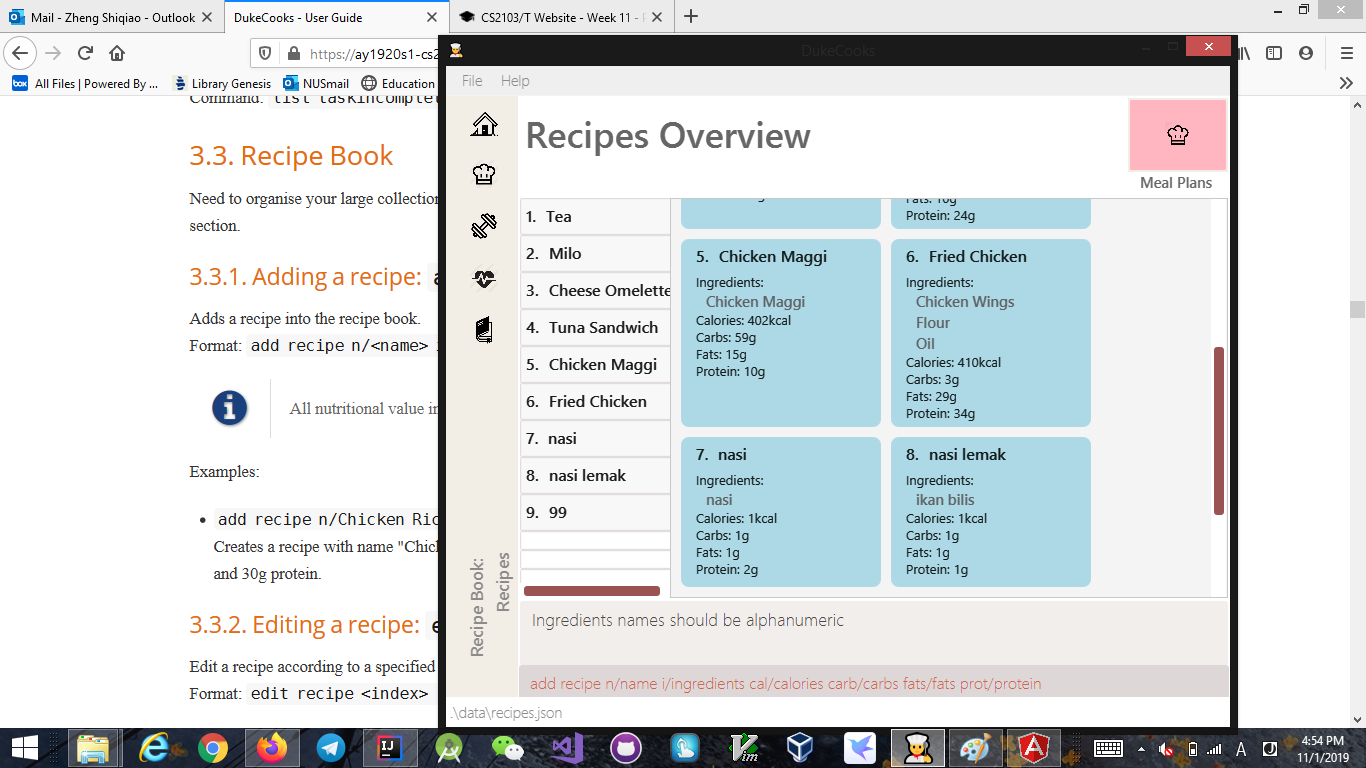 Mail - Zheng Shiqiao - Outlook
DukeCooks - User Guide
CS2103/T Website - Week 11 -
https://ay1920s1-cs2
All Files | Powered By ...
Library Genesis
NUSmail
Education
Command: list taskincomplet
3.3. Recipe Book
Need to organise your large collection
section.
3.3.1. Adding a recipe:
Adds a recipe into the recipe book.
Format: add recipe n/<name>
All nutritional value in
Examples:
add recipe n/Chicken Ric
Creates a recipe with name "Chick
and 30g protein.
3.3.2. Editing a recipe:
Edit a recipe according to a specified
Format: edit recipe <index>
DukeCooks
File Help
Recipes Overview
Meal Plans
Recipe Book:
Recipes
1. Tea
2. Milo
3. Cheese Omelette
4. Tuna Sandwich
5. Chicken Maggi
6. Fried Chicken
7. nasi
8. nasi lemak
9. 99
Fats: 10g
Protein: 24g
5. Chicken Maggi
Ingredients:
Chicken Maggi
Calories: 402kcal
Carbs: 59g
Fats: 15g
Protein: 10g
6. Fried Chicken
Ingredients:
Chicken Wings
Flour
Oil
Calories: 410kcal
Carbs: 3g
Fats: 29g
Protein: 34g
7. nasi
Ingredients:
nasi
Calories: 1kcal
Carbs: 1g
Fats: 1g
Protein: 2g
8. nasi lemak
Ingredients:
ikan bilis
Calories: 1kcal
Carbs: 1g
Fats: 1g
Protein: 1g
Ingredients names should be alphanumeric
add recipe n/name i/ingredients cal/calories carb/carbs fats/fats prot/protein
.\data\recipes.json
4:54 PM
11/1/2019